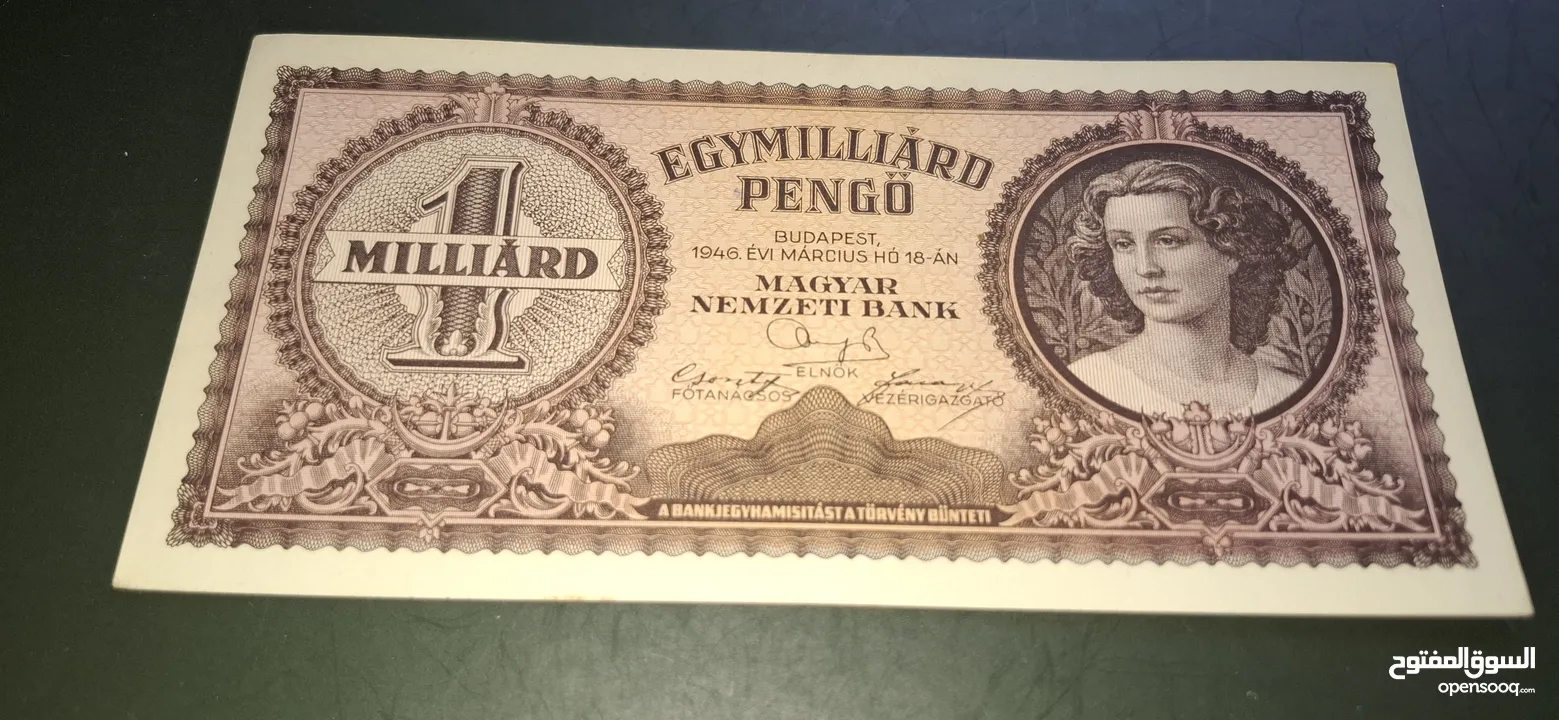 EGYMILLIÁRD
PENGŐ
1
MILLIÁRD
BUDAPEST,
1946. ÉVI MÁRCIUS HÓ 18-ÁN
MAGYAR
NEMZETI BANK
ELNÖK
FŐTANÁCSOS VEZÉRIGAZGATÓ
A BANKJEGYHAMISITÁST A TÖRVÉNY BÜNTETI
السوق المفتوح
opensooq.com